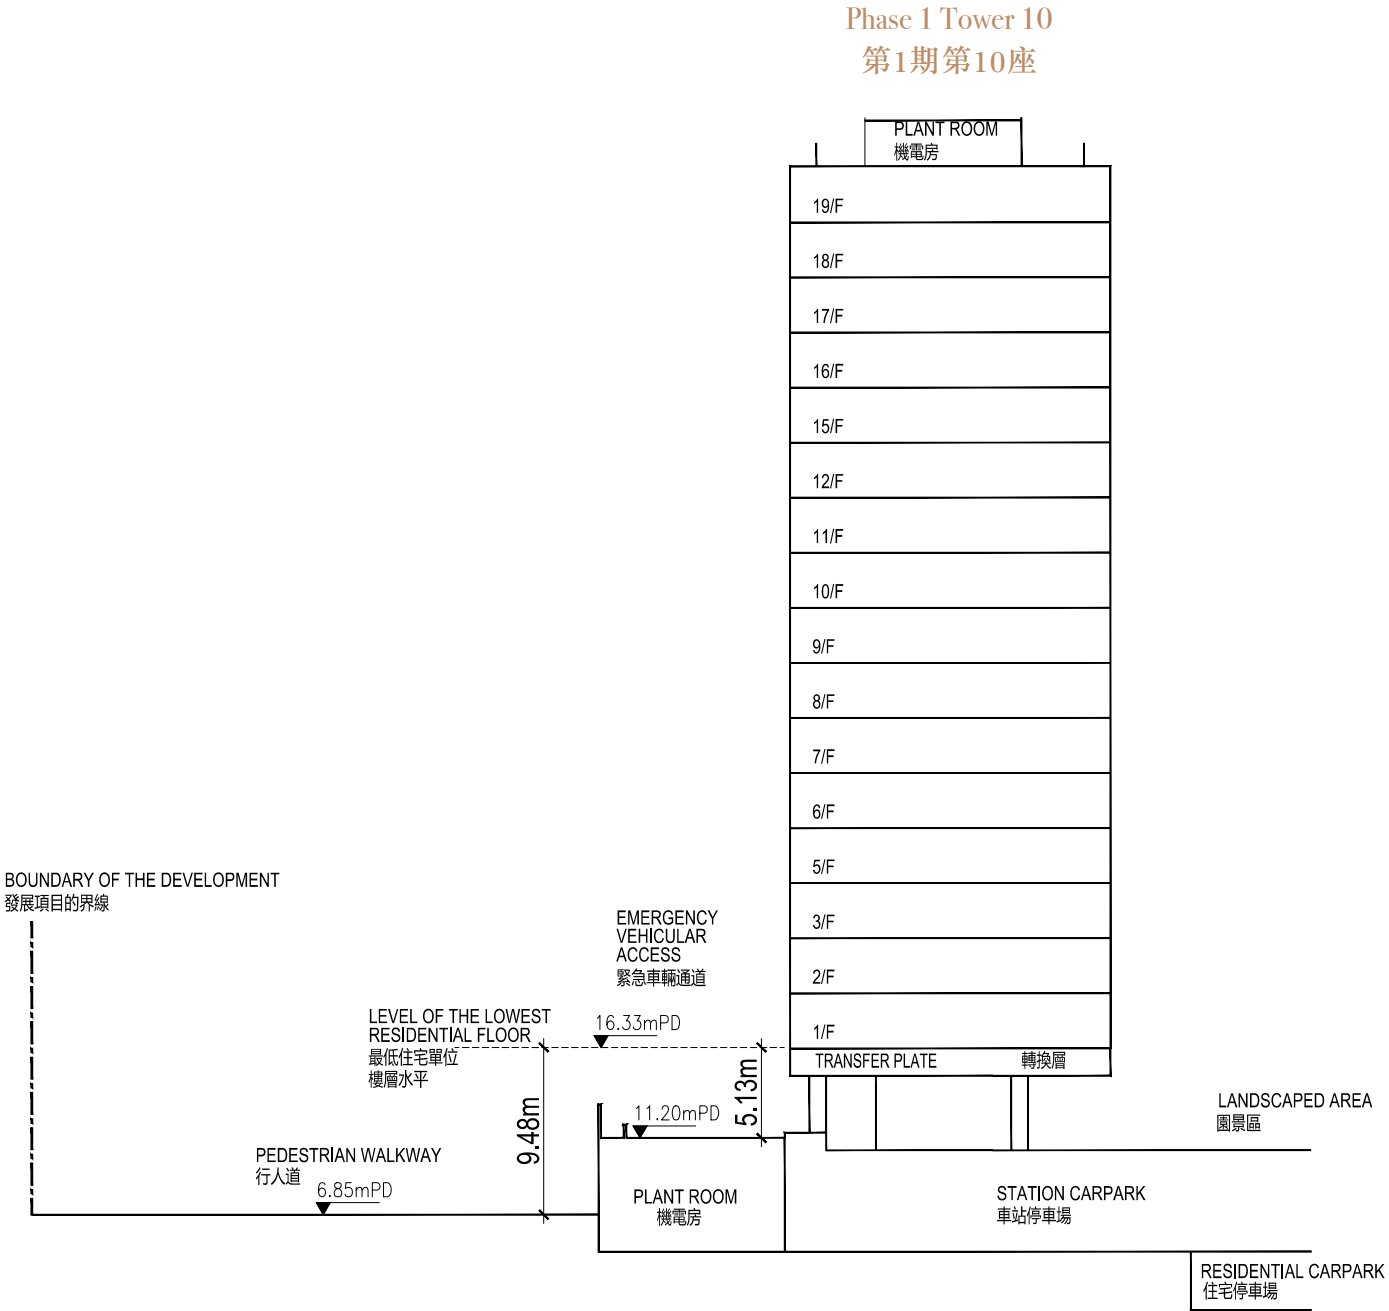 Phase 1 Tower 10
第1期第10座
PLANT ROOM
機電房
19/F
18/F
17/F
16/F
15/F
12/F
11/F
10/F
9/F
8/F
7/F
6/F
5/F
3/F
2/F
1/F
TRANSFER PLATE 轉換層
BOUNDARY OF THE DEVELOPMENT
發展項目的界線
EMERGENCY
VEHICULAR
ACCESS
緊急車輛通道
LEVEL OF THE LOWEST
RESIDENTIAL FLOOR
最低住宅單位
樓層水平
16.33mPD
5.13m
9.48m
11.20mPD
PEDESTRIAN WALKWAY
行人道
6.85mPD
PLANT ROOM
機電房
LANDSCAPED AREA
園景區
STATION CARPARK
車站停車場
RESIDENTIAL CARPARK
住宅停車場